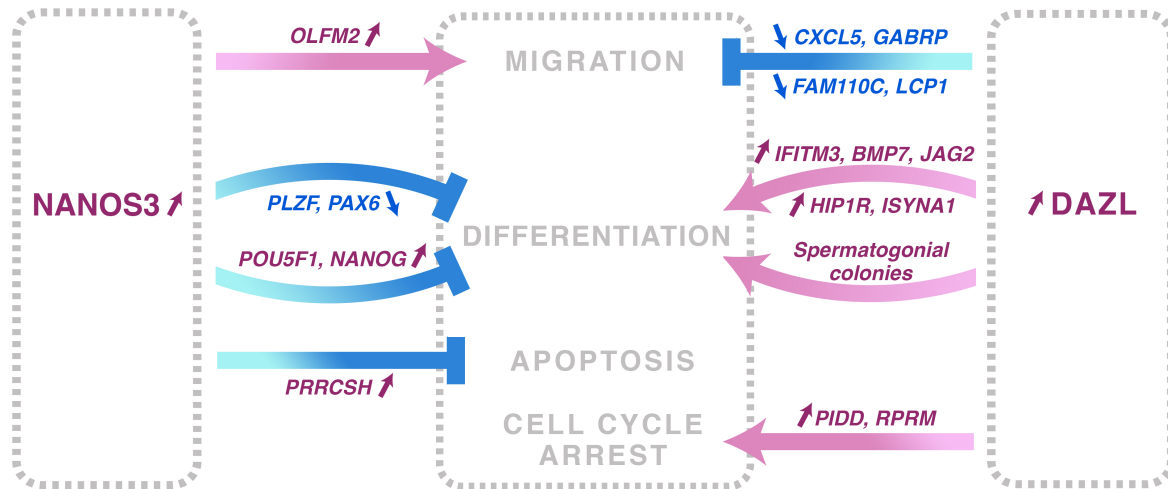 OLFM2
MIGRATION
CXCL5, GABRP
FAM110C, LCP1
NANOS3
PLZF, PAX6
POU5F1, NANOG
DIFFERENTIATION
IFITM3, BMP7, JAG2
HIP1R, ISYNA1
Spermatogonial
colonies
DAZL
PRRCSH
APOPTOSIS
CELL CYCLE
ARREST
PIDD, RPRM